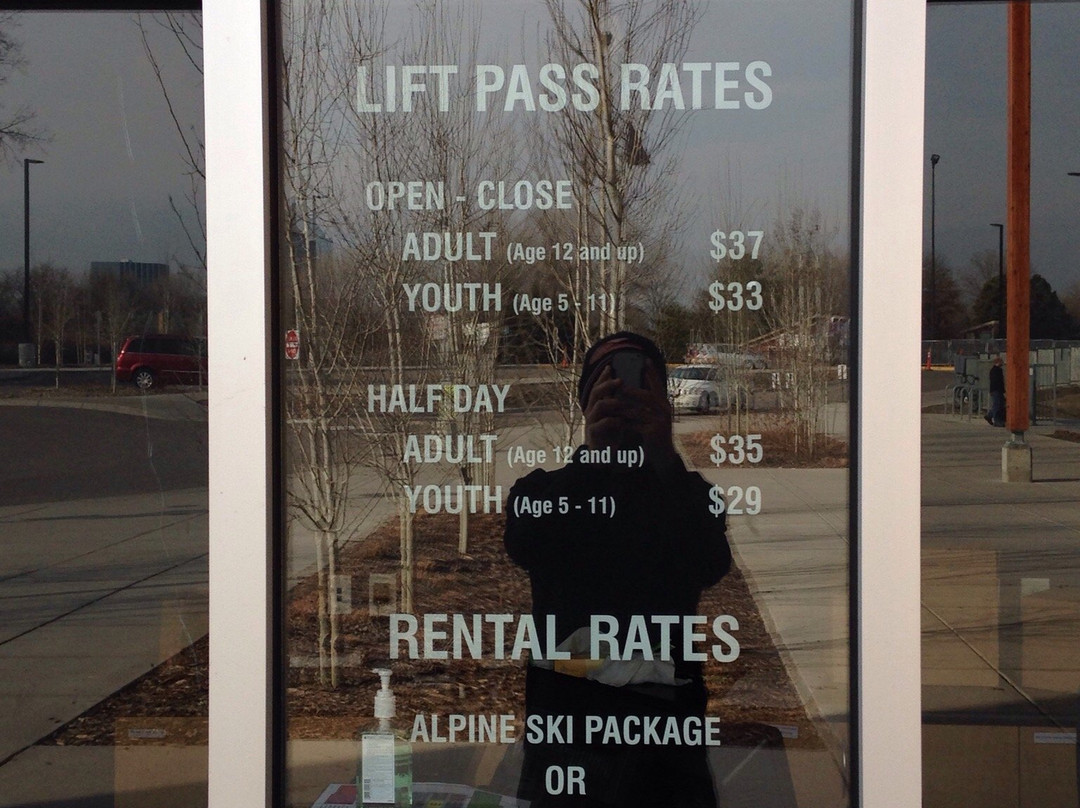 LIFT PASS RATES
OPEN - CLOSE
ADULT (Age 12 and up) $37
YOUTH (Age 5 - 11) $33
HALF DAY
ADULT (Age 12 and up) $35
YOUTH (Age 5 - 11) $29
RENTAL RATES
ALPINE SKI PACKAGE
OR